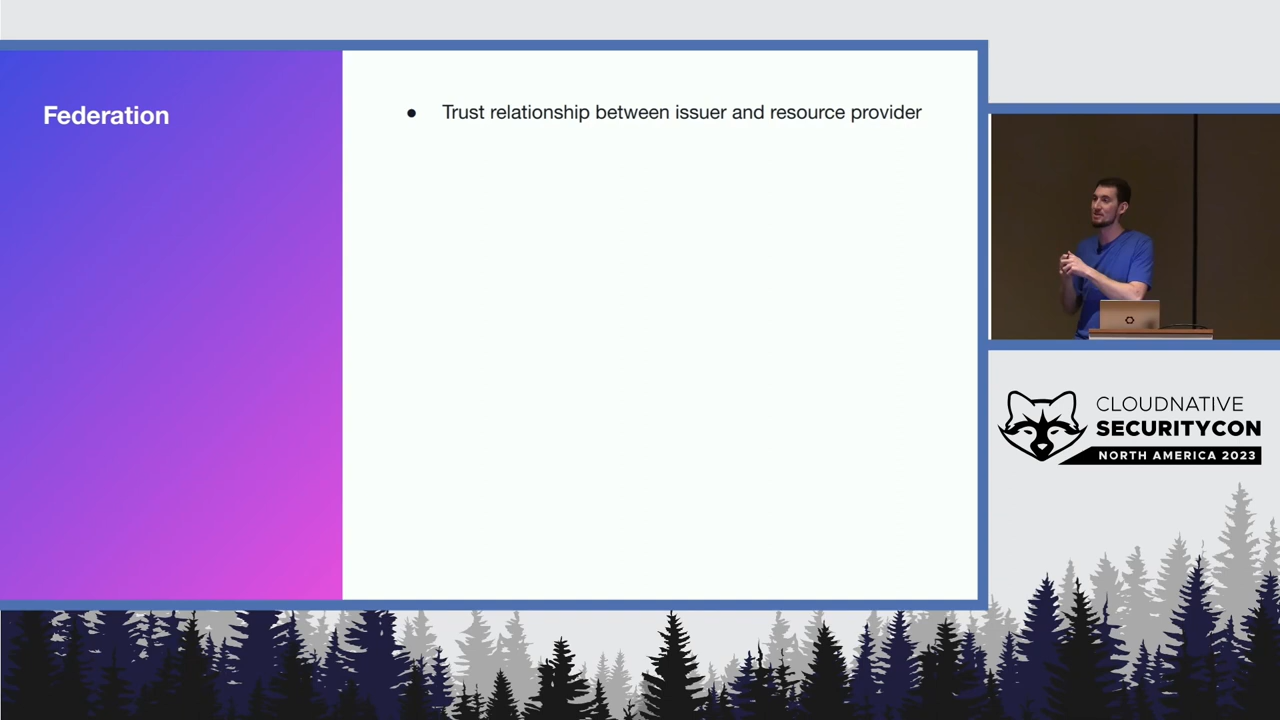 Federation
● Trust relationship between issuer and resource provider
CLOUDNATIVE
SECURITYCON
NORTH AMERICA 2023